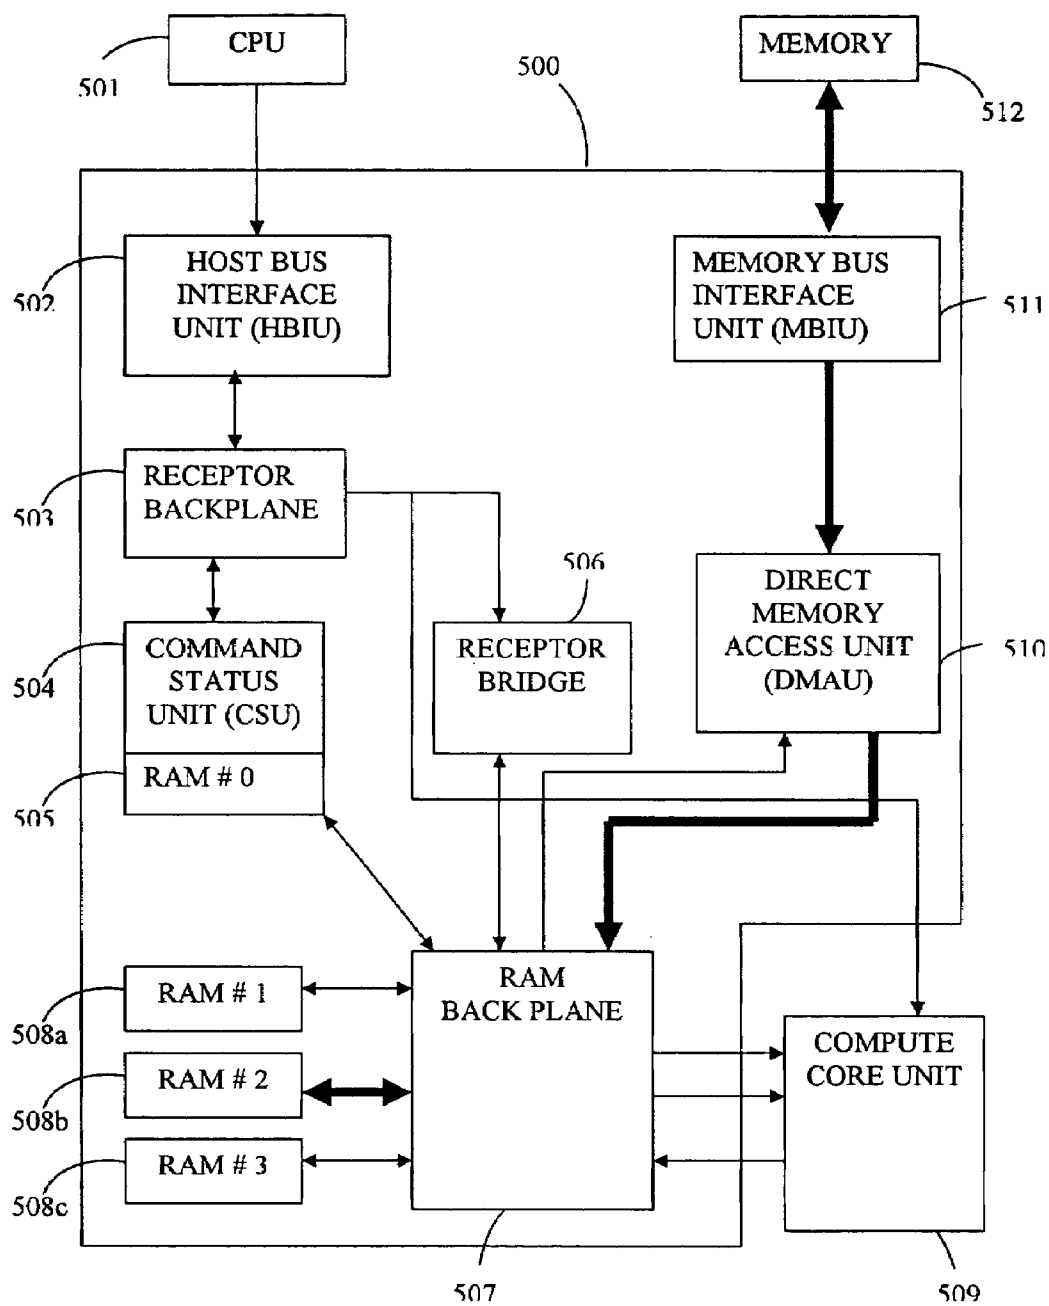 CPU
501
500
MEMORY
512
HOST BUS
INTERFACE
UNIT (HBIU)
502
MEMORY BUS
INTERFACE
UNIT (MBIU)
511
RECEPTOR
BACKPLANE
503
506
DIRECT
MEMORY
ACCESS UNIT
(DMAU)
510
COMMAND
STATUS
UNIT (CSU)
504
RECEPTOR
BRIDGE
RAM # 0
505
RAM # 1
508a
RAM
BACK PLANE
RAM # 2
508b
COMPUTE
CORE UNIT
RAM # 3
508c
507
509